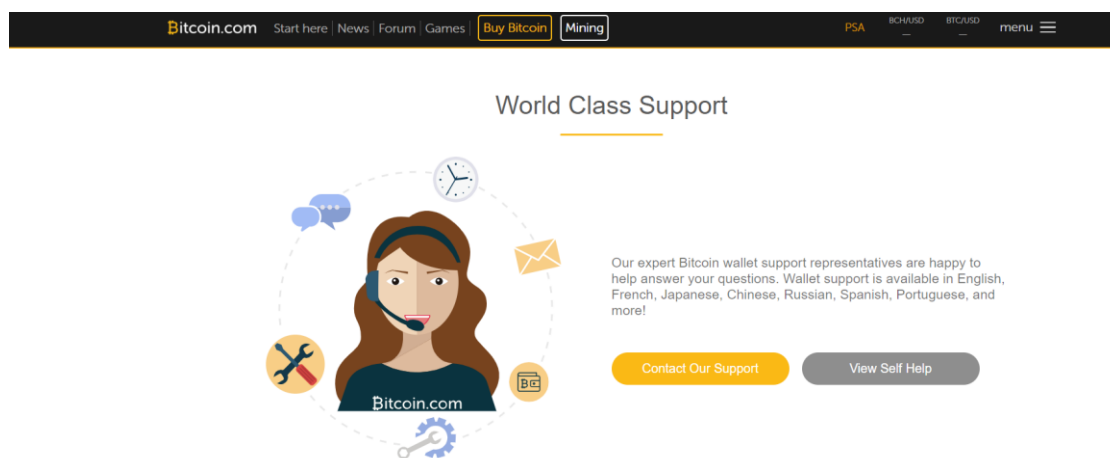 Bitcoin.com Start here | News | Forum | Games | Buy Bitcoin Mining PSA BCH/USD — BTC/USD — menu
World Class Support
Our expert Bitcoin wallet support representatives are happy to
help answer your questions. Wallet support is available in English,
French, Japanese, Chinese, Russian, Spanish, Portuguese, and
more!
Contact Our Support View Self Help
Bitcoin.com